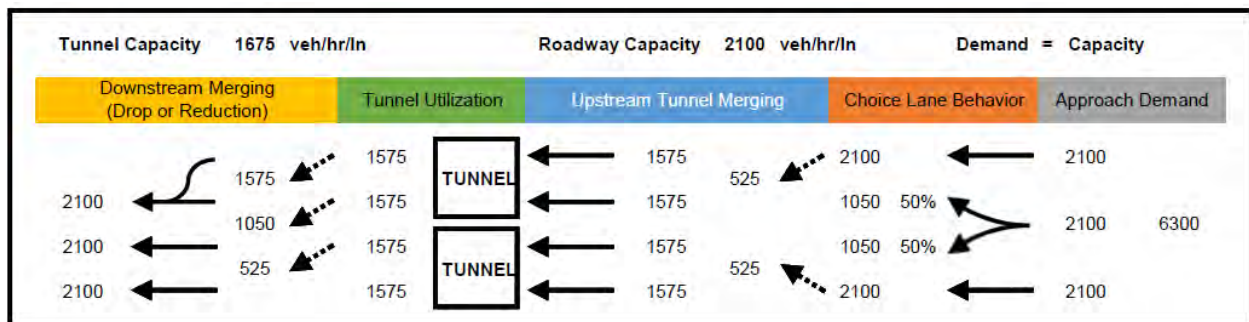 Tunnel Capacity 1675 veh/hr/ln Roadway Capacity 2100 veh/hr/ln Demand = Capacity
Downstream Merging (Drop or Reduction) Tunnel Utilization Upstream Tunnel Merging Choice Lane Behavior Approach Demand
1575 TUNNEL 1575 2100 2100
1575 525
2100 1575 1575 1050 50%
1050 2100 6300
2100 1575 TUNNEL 1575 1050 50%
525 525
2100 1575 1575 2100 2100